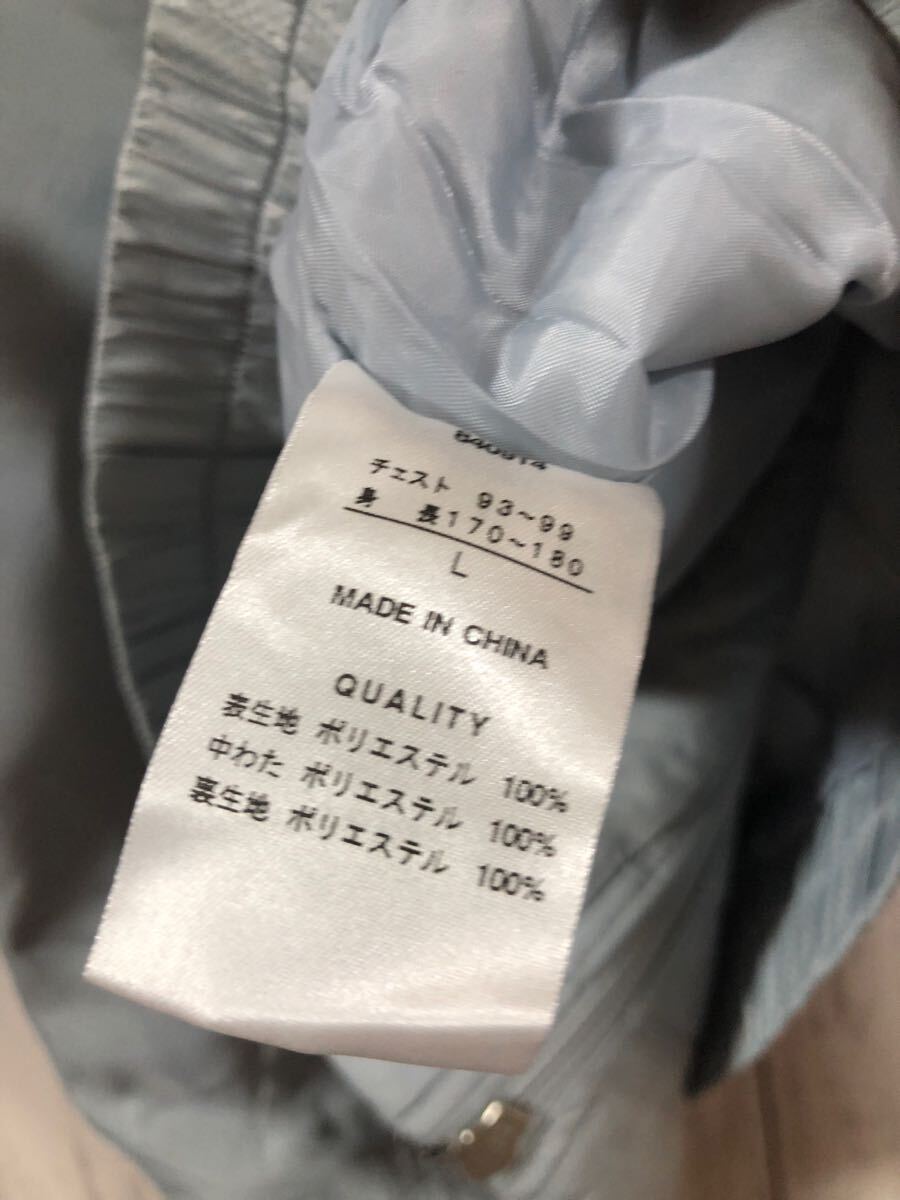 チェスト 93~99
身 長170~180
L
MADE IN CHINA
QUALITY
表生地 ポリエステル 100%
中わた ポリエステル 100%
裏生地 ポリエステル 100%